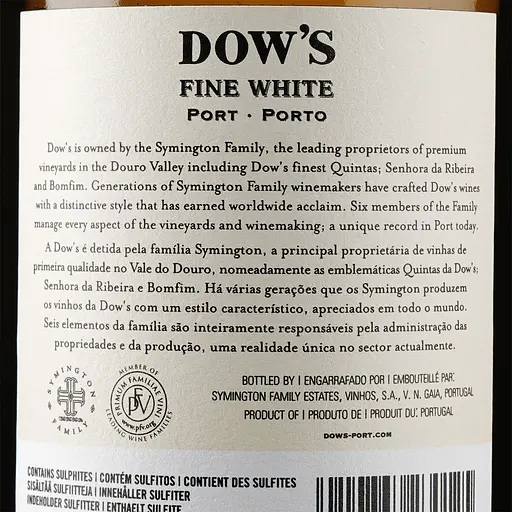 DOW'S
FINE WHITE
PORT · PORTO
Dow's is owned by the Symington Family, the leading proprietors of premium
vineyards in the Douro Valley including Dow's finest Quintas; Senhora da Ribeira
and Bomfim. Generations of Symington Family winemakers have crafted Dow's wines
with a distinctive style that has earned worldwide acclaim. Six members of the Family
manage every aspect of the vineyards and winemaking; a unique record in Port today.
A Dow's é detida pela família Symington, a principal proprietária de vinhas de
primeira qualidade no Vale do Douro, nomeadamente as emblemáticas Quintas da Dow's;
Senhora da Ribeira e Bomfim. Há várias gerações que os Symington produzem
os vinhos da Dow's com um estilo característico, apreciados em todo o mundo.
Seis elementos da família são inteiramente responsáveis pela administração das
propriedades e da produção, uma realidade única no sector actualmente.
SYMINGTON FAMILY
MEMBER OF
PRIMUM FAMILIÆ VINI
PFV
www.pfv.org
LEADING WINE FAMILIES
BOTTLED BY | ENGARRAFADO POR | EMBOUTEILLÉ PAR:
SYMINGTON FAMILY ESTATES, VINHOS, S.A., V. N. GAIA, PORTUGAL
PRODUCT OF | PRODUTO DE | PRODUIT DU: PORTUGAL
DOWS-PORT.COM
CONTAINS SULPHITES | CONTÉM SULFITOS | CONTIENT DES SULFITES
SISÄLTÄÄ SULFIITTEJA | INNEHÅLLER SULFITER
INDEHOLDER SULFITTER | ENTHAELT SULFITE